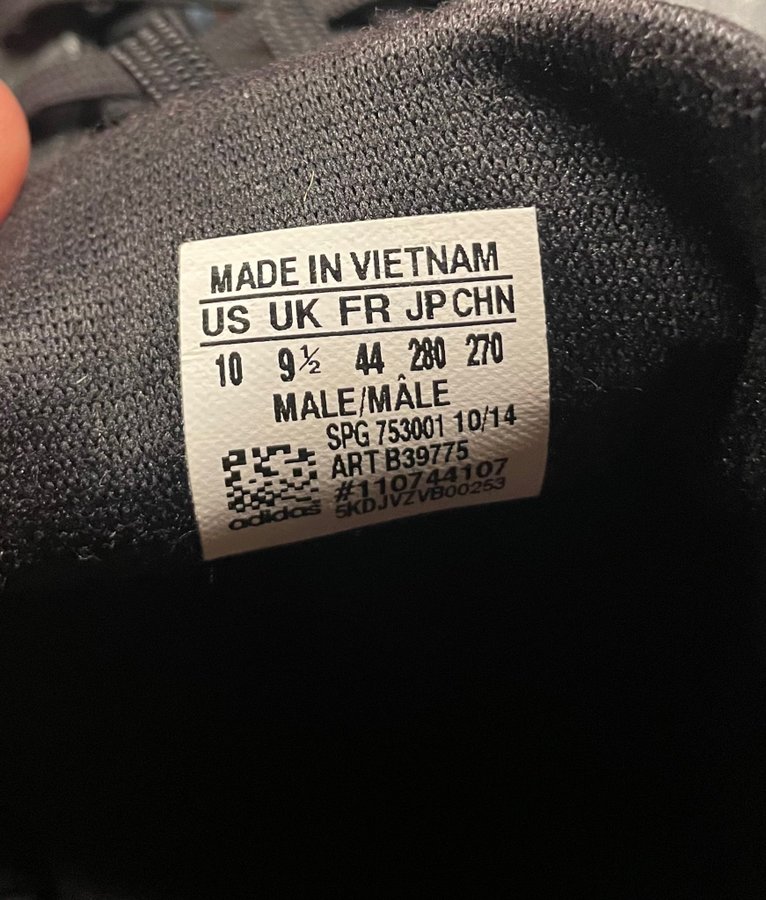 MADE IN VIETNAM
US UK FR JP CHN
10 9½ 44 280 270
MALE/MÂLE
SPG 753001 10/14
ART B39775
#110744107
5KDJVZVB00253
adidas